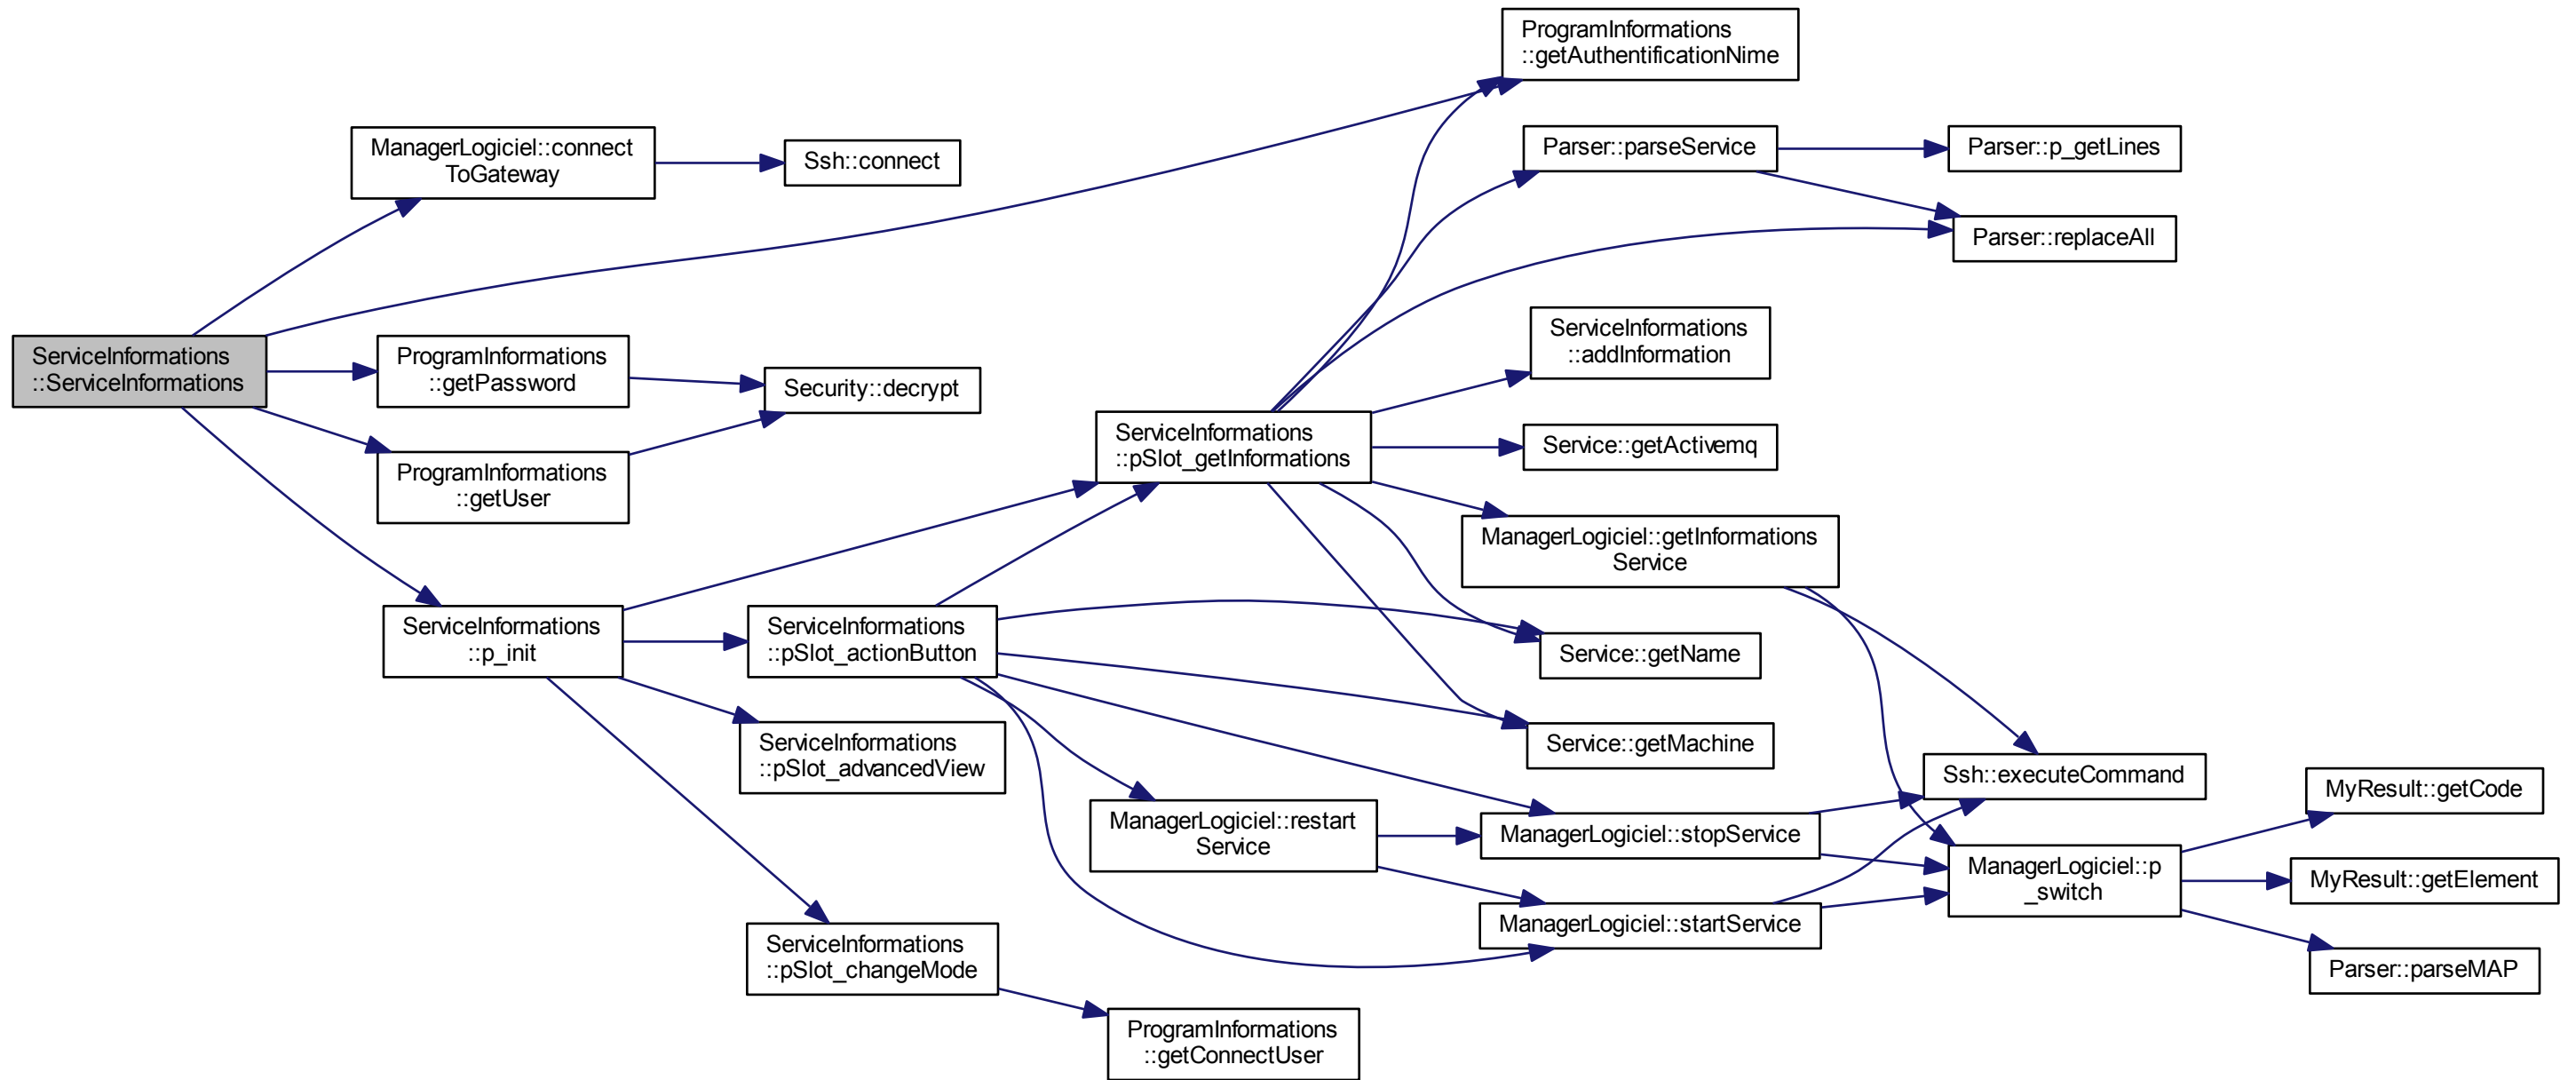 ProgramInformations
::getAuthentificationNime
ManagerLogiciel::connect
ToGateway
Ssh::connect
Parser::parseService
Parser::p_getLines
Parser::replaceAll
ServiceInformations
::ServiceInformations
ProgramInformations
::getPassword
Security::decrypt
ProgramInformations
::getUser
ServiceInformations
::addInformation
ServiceInformations
::pSlot_getInformations
Service::getActivemq
ManagerLogiciel::getInformations
Service
ServiceInformations
::p_init
ServiceInformations
::pSlot_actionButton
Service::getName
ServiceInformations
::pSlot_advancedView
Service::getMachine
Ssh::executeCommand
MyResult::getCode
ManagerLogiciel::restart
Service
ManagerLogiciel::stopService
ManagerLogiciel::p
_switch
MyResult::getElement
ManagerLogiciel::startService
Parser::parseMAP
ServiceInformations
::pSlot_changeMode
ProgramInformations
::getConnectUser